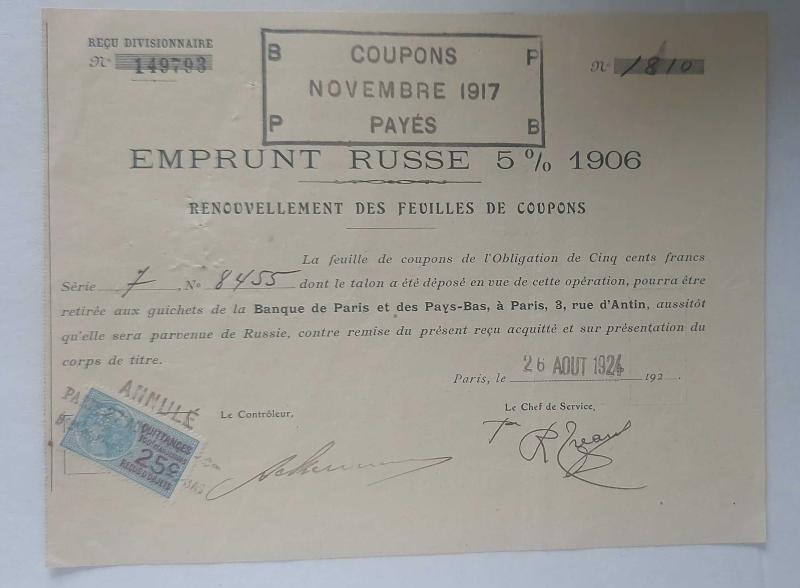 REÇU DIVISIONNAIRE
No 149793
B COUPONS P
NOVEMBRE 1917
P PAYÉS B
No 1810
EMPRUNT RUSSE 5% 1906
RENOUVELLEMENT DES FEUILLES DE COUPONS
La feuille de coupons de l'Obligation de Cinq cents francs
Série 7 No 8455 dont le talon a été déposé en vue de cette opération, pourra être
retirée aux guichets de la Banque de Paris et des Pays-Bas, à Paris, 3, rue d'Antin, aussitôt
qu'elle sera parvenue de Russie, contre remise du présent reçu acquitté et sur présentation du
corps de titre.
Paris, le 26 AOUT 1924 192
ANNULÉ
Le Contrôleur,
Le Chef de Service,
QUITTANCES
25c
REÇUS D'OBJETS